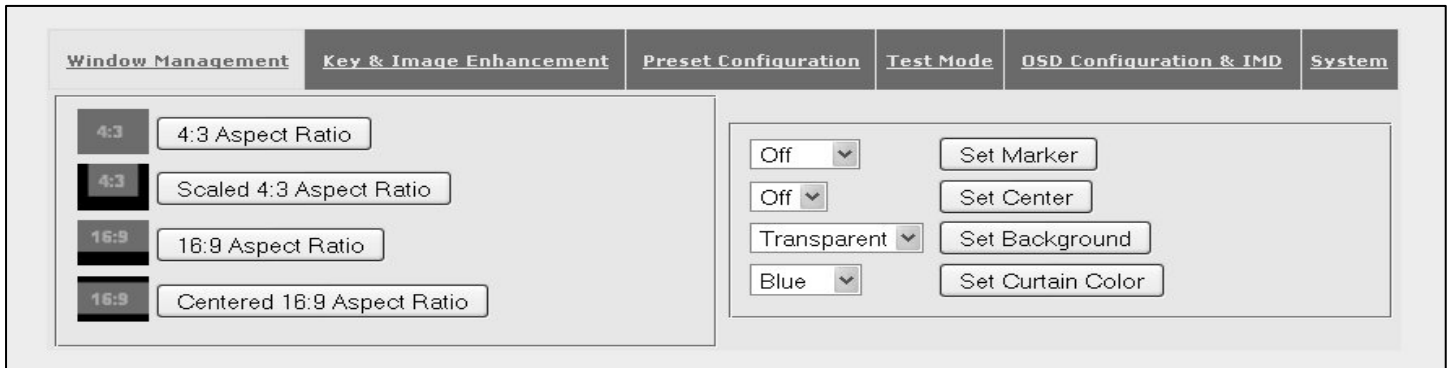 Window Management Key & Image Enhancement Preset Configuration Test Mode OSD Configuration & IMD System
4:3 4:3 Aspect Ratio
4:3 Scaled 4:3 Aspect Ratio
16:9 16:9 Aspect Ratio
16:9 Centered 16:9 Aspect Ratio
Off Set Marker
Off Set Center
Transparent Set Background
Blue Set Curtain Color